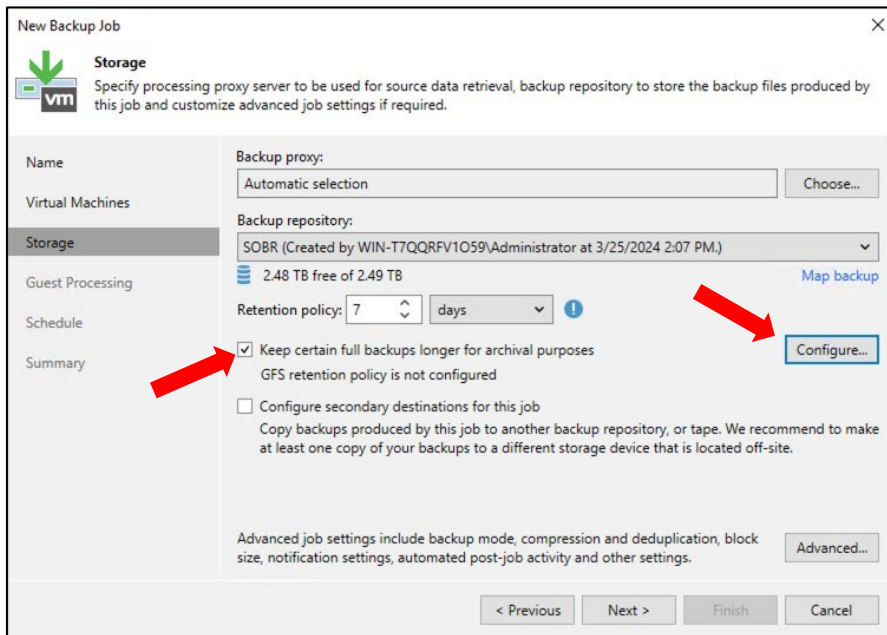 New Backup Job
Storage
Specify processing proxy server to be used for source data retrieval, backup repository to store the backup files produced by
this job and customize advanced job settings if required.
vm
Name
Virtual Machines
Storage
Guest Processing
Schedule
Summary
Backup proxy:
Automatic selection
Choose...
Backup repository:
SOBR (Created by WIN-T7QQRFV1O59\Administrator at 3/25/2024 2:07 PM.)
2.48 TB free of 2.49 TB
Map backup
Retention policy: 7 days
Keep certain full backups longer for archival purposes
Configure...
GFS retention policy is not configured
Configure secondary destinations for this job
Copy backups produced by this job to another backup repository, or tape. We recommend to make
at least one copy of your backups to a different storage device that is located off-site.
Advanced job settings include backup mode, compression and deduplication, block
size, notification settings, automated post-job activity and other settings.
Advanced...
< Previous
Next >
Finish
Cancel